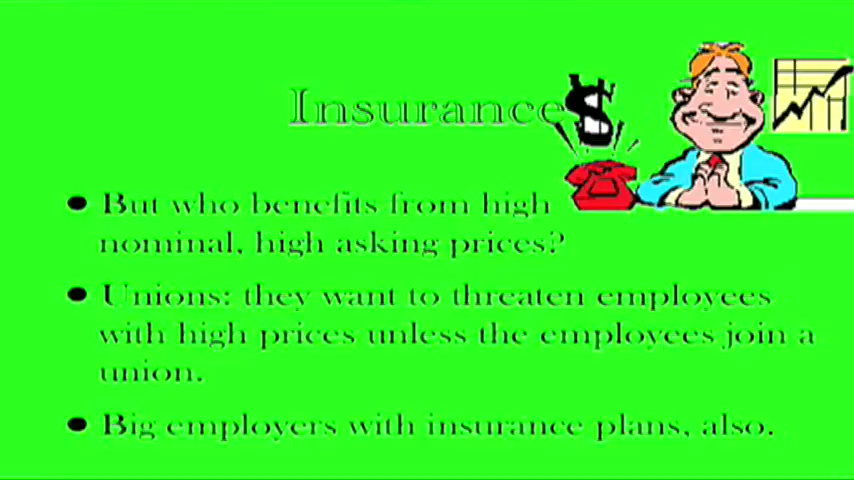 Insurance
• But who benefits from high
nominal, high asking prices?
• Unions: they want to threaten employees
with high prices unless the employees join a
union.
• Big employers with insurance plans, also.